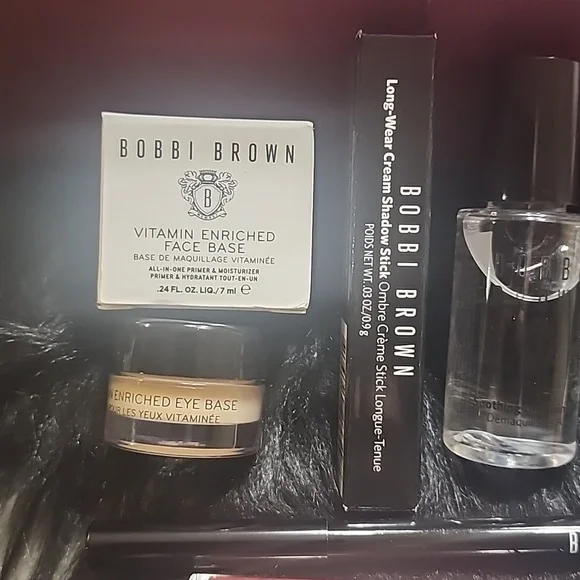 BOBBI BROWN
B
VITAMIN ENRICHED
FACE BASE
BASE DE MAQUILLAGE VITAMINÉE
ALL-IN-ONE PRIMER & MOISTURIZER
PRIMER & HYDRATANT TOUT-EN-UN
.24 FL. OZ. LIQ./7 ml ℮
ENRICHED EYE BASE
LES YEUX VITAMINÉE
BOBBI BROWN
Long-Wear Cream Shadow Stick Ombre Crème Stick Longue-Tenue
POIDS NET WT. .03 OZ/0.9 g
B